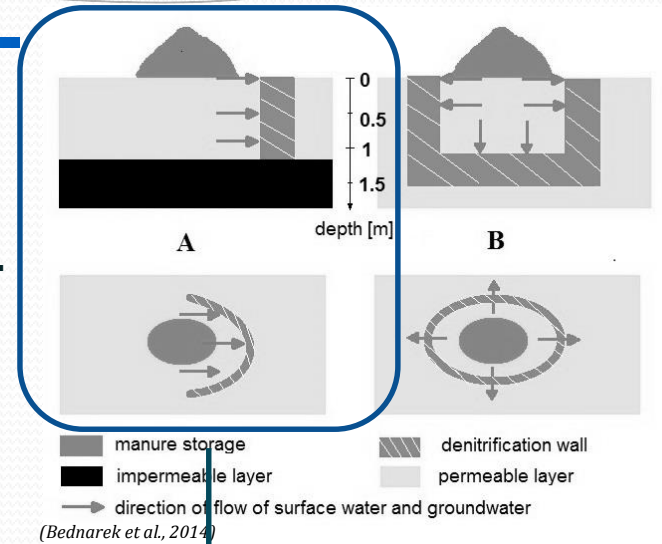 0
0.5
1
1.5
depth [m]
A
B
manure storage
denitrification wall
impermeable layer
permeable layer
direction of flow of surface water and groundwater
(Bednarek et al., 2014)